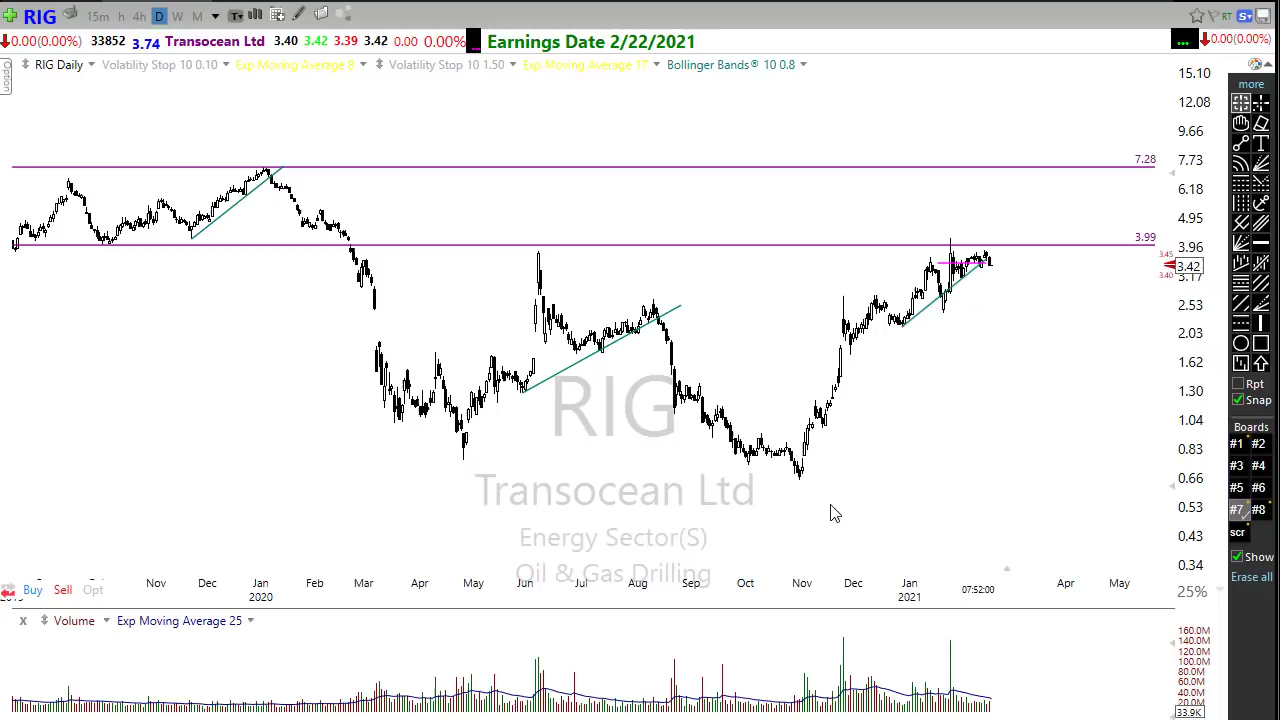 RIG 15m h 4h D W M T RT S
0.00(0.00%) 33852 3.74 Transocean Ltd 3.40 3.42 3.39 3.42 0.00 0.00% ... Earnings Date 2/22/2021 ... 0.00(0.00%)
Option
RIG Daily Volatility Stop 10 0.10 Exp Moving Average 8 Volatility Stop 10 1.50 Exp Moving Average 17 Bollinger Bands® 10 0.8
15.10
12.08
9.66
7.28
7.73
6.18
4.95
3.99
3.96
3.45
3.42
3.40
3.17
2.53
2.03
1.62
1.30
1.04
0.83
0.66
0.53
0.43
0.34
25%
RIG
Transocean Ltd
Energy Sector(S)
Oil & Gas Drilling
more
T
Rpt
Snap
Boards
#1 #2
#3 #4
#5 #6
#7 #8
scr
Show
Erase all
Nov Dec Jan Feb Mar Apr May Jun Jul Aug Sep Oct Nov Dec Jan Apr May
Buy Sell Opt
2020 2021 07:52:00
x Volume Exp Moving Average 25
160.0M
140.0M
120.0M
100.0M
80.0M
60.0M
40.0M
20.0M
33.9K